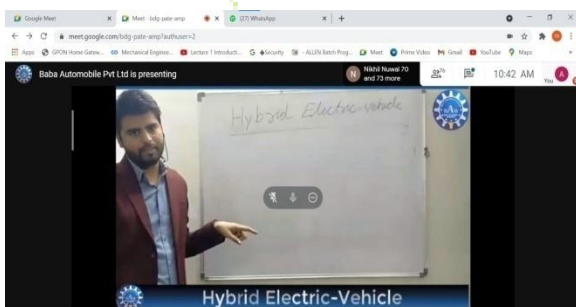 Google Meet
Meet - bdg-pate-amp
(27) WhatsApp
meet.google.com/bdg-pate-amp?authuser=2
Apps GPON Home Gatew... Mechanical Enginee... Lecture 1 Introducti... Security - ALLEN Batch Prog... Meet Prime Video Gmail YouTube Maps
Baba Automobile Pvt Ltd is presenting
N Nikhil Nuwal 70
and 73 more
10:42 AM
You
A
Hybrid Electric-vehicle
Hybrid Electric-Vehicle